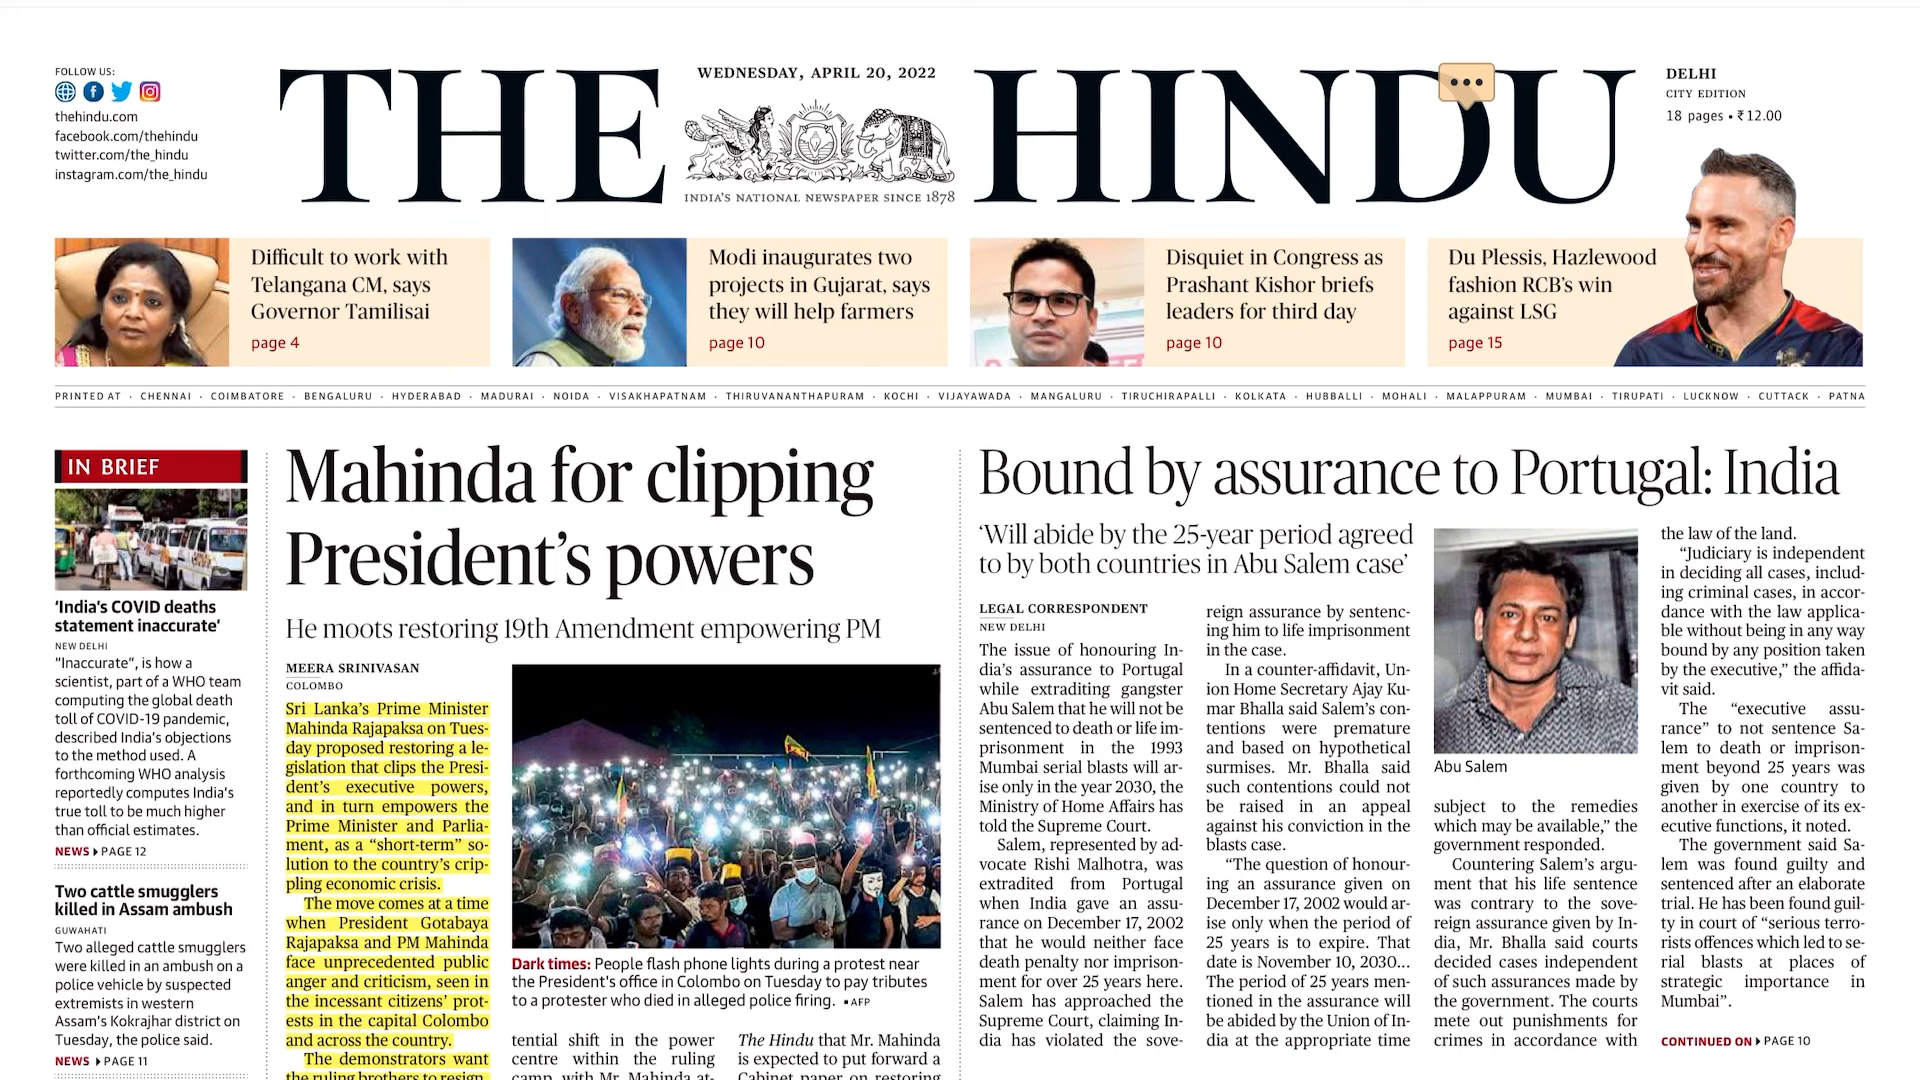 FOLLOW US:
thehindu.com
facebook.com/thehindu
twitter.com/the_hindu
instagram.com/the_hindu
THE HINDU
WEDNESDAY, APRIL 20, 2022
INDIA'S NATIONAL NEWSPAPER SINCE 1878
DELHI
CITY EDITION
18 pages • ₹12.00
Difficult to work with
Telangana CM, says
Governor Tamilisai
page 4
Modi inaugurates two
projects in Gujarat, says
they will help farmers
page 10
Disquiet in Congress as
Prashant Kishor briefs
leaders for third day
page 10
Du Plessis, Hazlewood
fashion RCB's win
against LSG
page 15
PRINTED AT · CHENNAI · COIMBATORE · BENGALURU · HYDERABAD · MADURAI · NOIDA · VISAKHAPATNAM · THIRUVANANTHAPURAM · KOCHI · VIJAYAWADA · MANGALURU · TIRUCHIRAPALLI · KOLKATA · HUBBALLI · MOHALI · MALAPPURAM · MUMBAI · TIRUPATI · LUCKNOW · CUTTACK · PATNA
IN BRIEF
'India's COVID deaths
statement inaccurate'
NEW DELHI
"Inaccurate", is how a
scientist, part of a WHO team
computing the global death
toll of COVID-19 pandemic,
described India's objections
to the method used. A
forthcoming WHO analysis
reportedly computes India's
true toll to be much higher
than official estimates.
NEWS PAGE 12
Two cattle smugglers
killed in Assam ambush
GUWAHATI
Two alleged cattle smugglers
were killed in an ambush on a
police vehicle by suspected
extremists in western
Assam's Kokrajhar district on
Tuesday, the police said.
NEWS PAGE 11
Mahinda for clipping
President's powers
He moots restoring 19th Amendment empowering PM
MEERA SRINIVASAN
COLOMBO
Sri Lanka's Prime Minister
Mahinda Rajapaksa on Tues-
day proposed restoring a le-
gislation that clips the Presi-
dent's executive powers,
and in turn empowers the
Prime Minister and Parlia-
ment, as a "short-term" so-
lution to the country's crip-
pling economic crisis.
The move comes at a time
when President Gotabaya
Rajapaksa and PM Mahinda
face unprecedented public
anger and criticism, seen in
the incessant citizens' prot-
ests in the capital Colombo
and across the country.
The demonstrators want
the ruling brothers to resign,
Dark times: People flash phone lights during a protest near
the President's office in Colombo on Tuesday to pay tributes
to a protester who died in alleged police firing. ▪ AFP
tential shift in the power
centre within the ruling
camp, with Mr. Mahinda at-
The Hindu that Mr. Mahinda
is expected to put forward a
Cabinet paper on restoring
Bound by assurance to Portugal: India
'Will abide by the 25-year period agreed
to by both countries in Abu Salem case'
LEGAL CORRESPONDENT
NEW DELHI
The issue of honouring In-
dia's assurance to Portugal
while extraditing gangster
Abu Salem that he will not be
sentenced to death or life im-
prisonment in the 1993
Mumbai serial blasts will ar-
ise only in the year 2030, the
Ministry of Home Affairs has
told the Supreme Court.
Salem, represented by ad-
vocate Rishi Malhotra, was
extradited from Portugal
when India gave an assu-
rance on December 17, 2002
that he would neither face
death penalty nor imprison-
ment for over 25 years here.
Salem has approached the
Supreme Court, claiming In-
dia has violated the sove-
reign assurance by sentenc-
ing him to life imprisonment
in the case.
In a counter-affidavit, Un-
ion Home Secretary Ajay Ku-
mar Bhalla said Salem's con-
tentions were premature
and based on hypothetical
surmises. Mr. Bhalla said
such contentions could not
be raised in an appeal
against his conviction in the
blasts case.
"The question of honour-
ing an assurance given on
December 17, 2002 would ar-
ise only when the period of
25 years is to expire. That
date is November 10, 2030...
The period of 25 years men-
tioned in the assurance will
be abided by the Union of In-
dia at the appropriate time
Abu Salem
subject to the remedies
which may be available," the
government responded.
Countering Salem's argu-
ment that his life sentence
was contrary to the sove-
reign assurance given by In-
dia, Mr. Bhalla said courts
decided cases independent
of such assurances made by
the government. The courts
mete out punishments for
crimes in accordance with
the law of the land.
"Judiciary is independent
in deciding all cases, includ-
ing criminal cases, in accor-
dance with the law applica-
ble without being in any way
bound by any position taken
by the executive," the affida-
vit said.
The "executive assu-
rance" to not sentence Sa-
lem to death or imprison-
ment beyond 25 years was
given by one country to
another in exercise of its ex-
ecutive functions, it noted.
The government said Sa-
lem was found guilty and
sentenced after an elaborate
trial. He has been found guil-
ty in court of "serious terro-
rists offences which led to se-
rial blasts at places of
strategic importance in
Mumbai".
CONTINUED ON PAGE 10